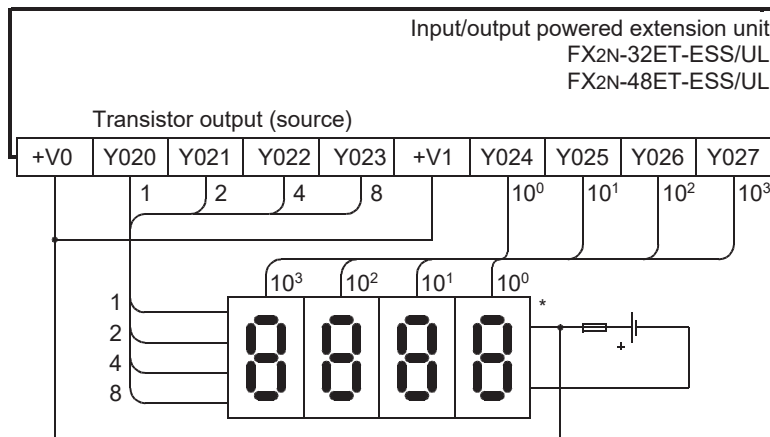 Input/output powered extension unit
FX2N-32ET-ESS/UL
FX2N-48ET-ESS/UL
Transistor output (source)
+V0 Y020 Y021 Y022 Y023 +V1 Y024 Y025 Y026 Y027
1 2 4 8 10⁰ 10¹ 10² 10³
10³ 10² 10¹ 10⁰
1
*
2
+
4
8